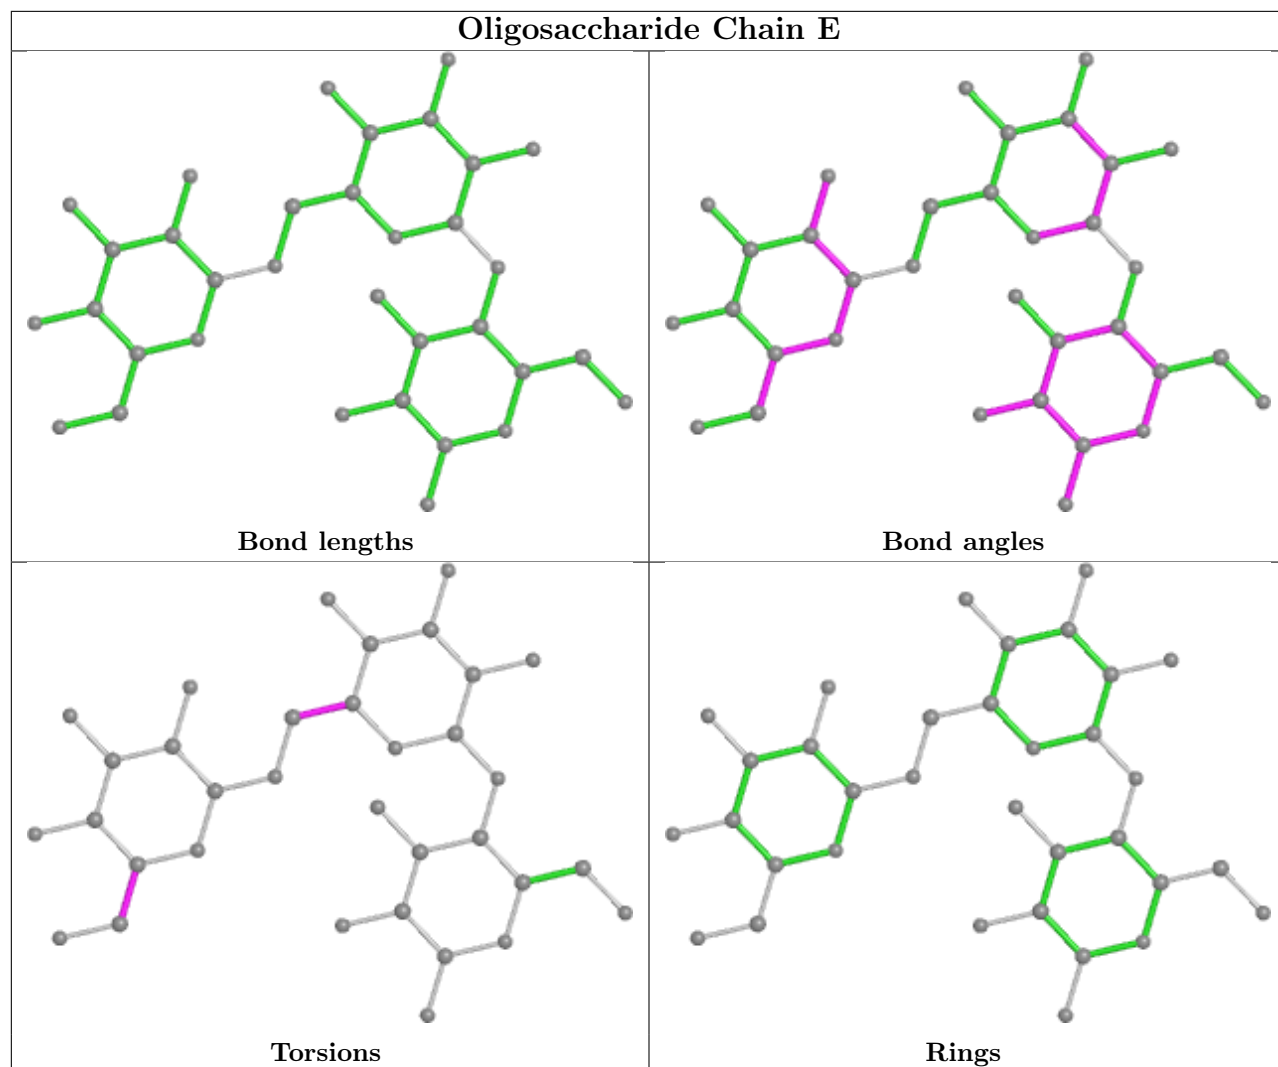 Oligosaccharide Chain E
Bond lengths
Bond angles
Torsions
Rings